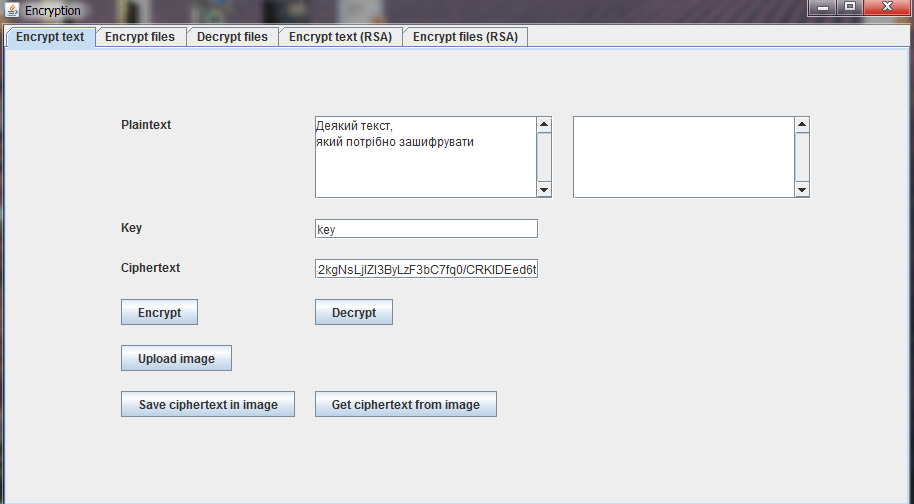 Encryption
Encrypt text
Encrypt files
Decrypt files
Encrypt text (RSA)
Encrypt files (RSA)
Plaintext
Деякий текст,
який потрібно зашифрувати
Key
key
Ciphertext
2kgNsLjIZI3ByLzF3bC7fq0/CRKIDEed6t
Encrypt
Decrypt
Upload image
Save ciphertext in image
Get ciphertext from image